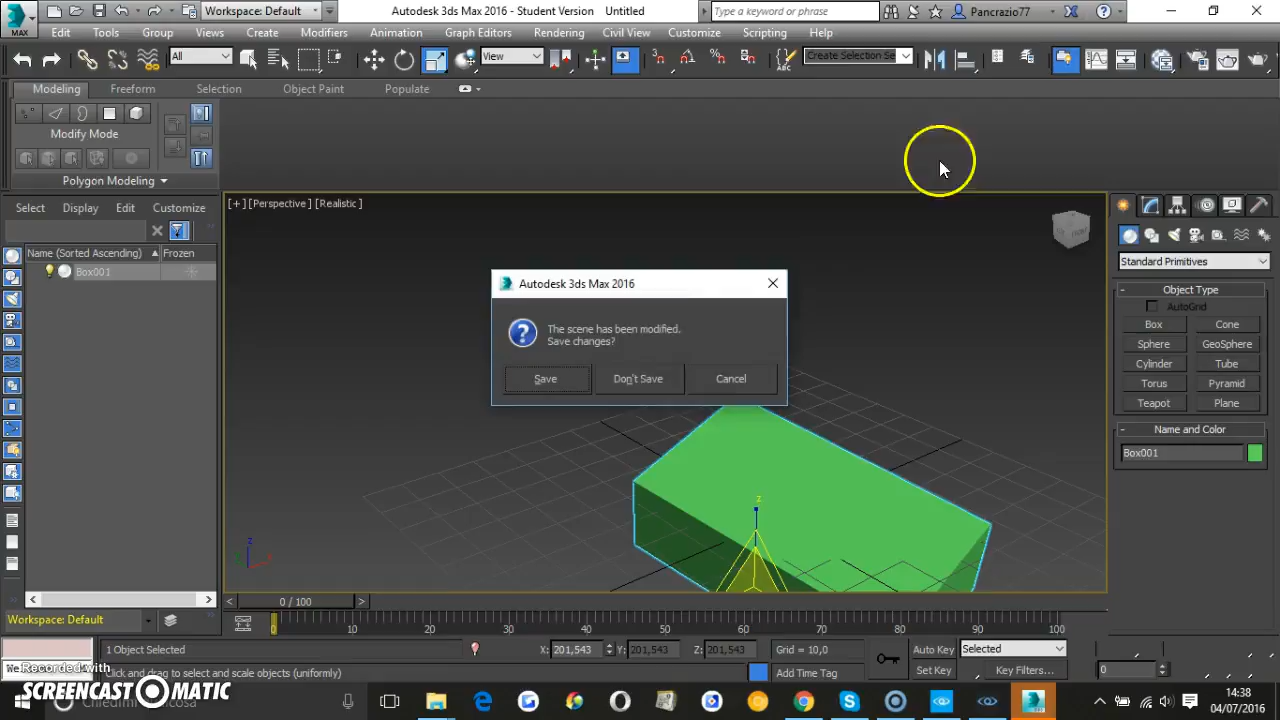 MAX
Workspace: Default
Autodesk 3ds Max 2016 - Student Version Untitled
Type a keyword or phrase
Pancrazio77
Edit Tools Group Views Create Modifiers Animation Graph Editors Rendering Civil View Customize Scripting Help
All
View
Create Selection Se
Modeling Freeform Selection Object Paint Populate
Modify Mode
Polygon Modeling
Select Display Edit Customize
Name (Sorted Ascending) Frozen
Box001
[+] [Perspective] [Realistic]
Autodesk 3ds Max 2016
The scene has been modified.
Save changes?
Save Don't Save Cancel
z
Standard Primitives
Object Type
AutoGrid
Box Cone
Sphere GeoSphere
Cylinder Tube
Torus Pyramid
Teapot Plane
Name and Color
Box001
0 / 100
Workspace: Default
0 10 20 30 40 50 60 70 80 90 100
1 Object Selected
X: 201,543 Y: 201,543 Z: 201,543
Grid = 10,0
Auto Key Selected
Click and drag to select and scale objects (uniformly)
Add Time Tag
Set Key Key Filters...
0
Recorded with
SCREENCAST MATIC
14:38
04/07/2016